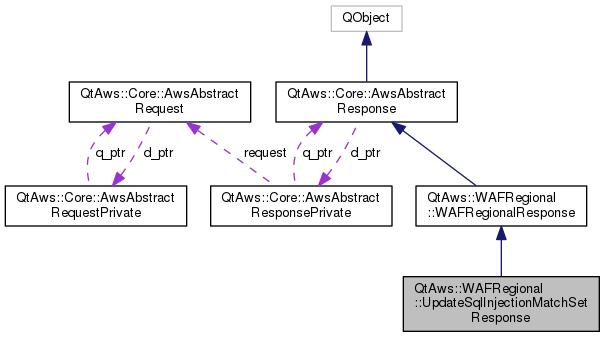 QObject
QtAws::Core::AwsAbstract
Request
QtAws::Core::AwsAbstract
Response
q_ptr
d_ptr
request
q_ptr
d_ptr
QtAws::Core::AwsAbstract
RequestPrivate
QtAws::Core::AwsAbstract
ResponsePrivate
QtAws::WAFRegional
::WAFRegionalResponse
QtAws::WAFRegional
::UpdateSqlInjectionMatchSet
Response